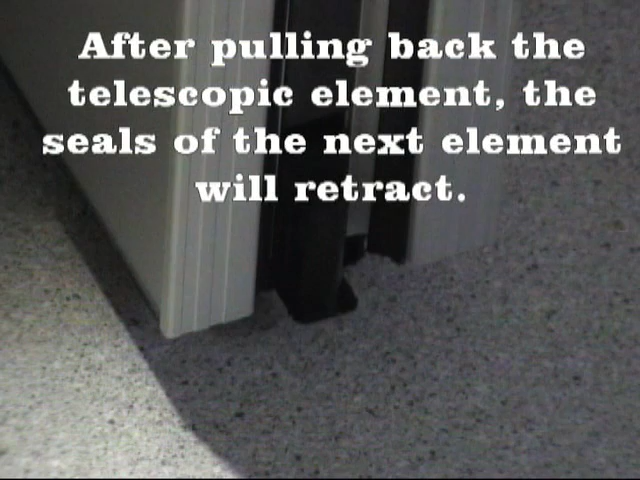 After pulling back the
telescopic element, the
seals of the next element
will retract.